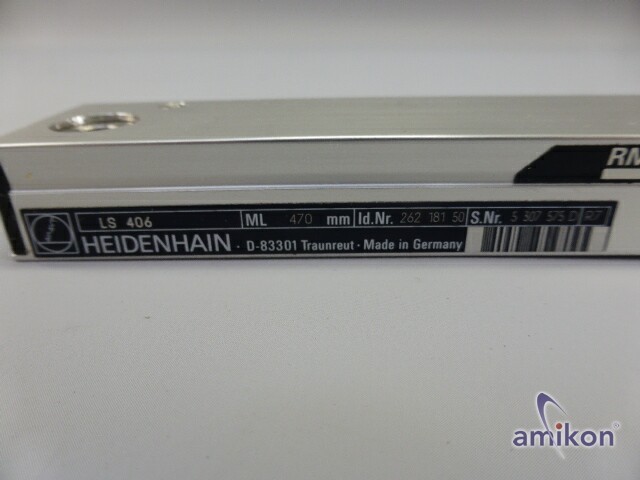 RM
LS 406 ML 470 mm Id.Nr. 262 181 50 S.Nr. 5 307 575 D R7
HEIDENHAIN · D-83301 Traunreut · Made in Germany
amikon